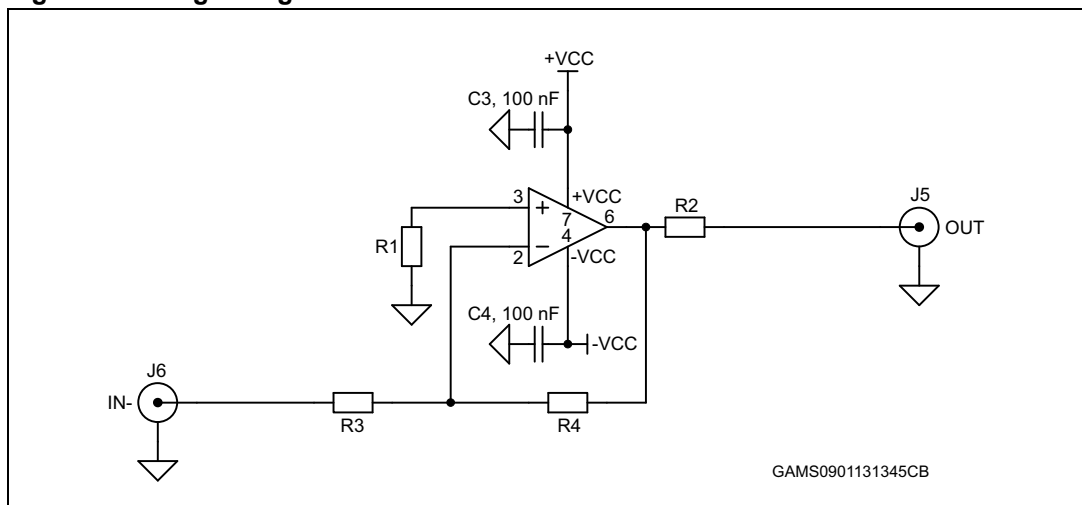 +VCC
C3, 100 nF
3
+VCC
7
6
R2
J5
OUT
+
R1
4
−
2
-VCC
C4, 100 nF
-VCC
J6
IN-
R3
R4
GAMS0901131345CB